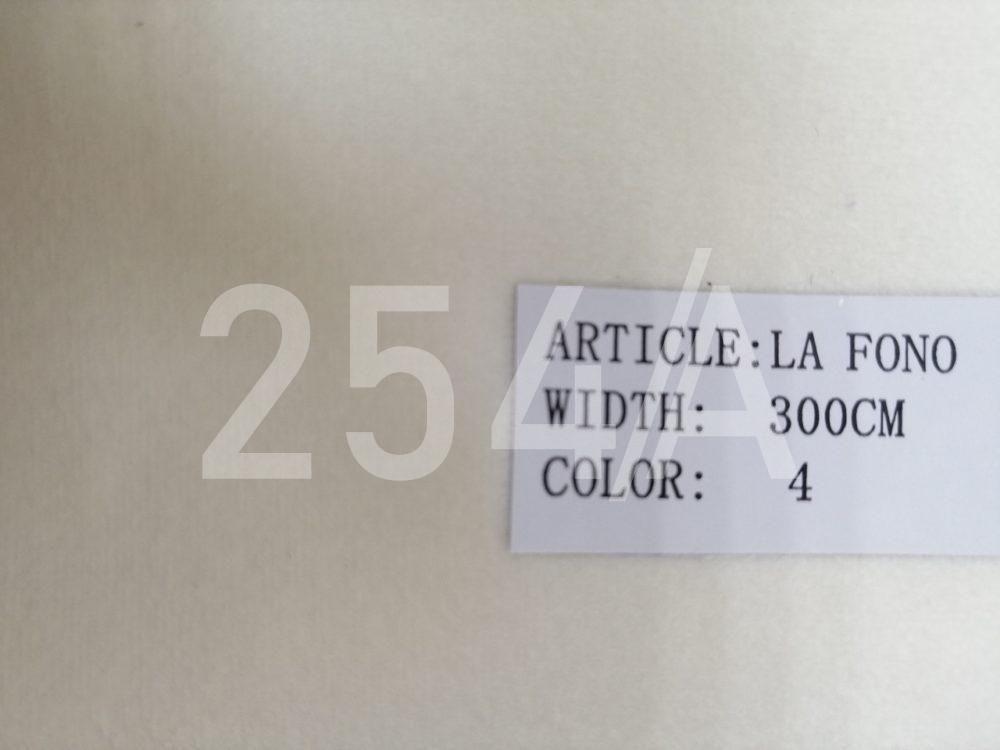 254/A
ARTICLE:LA FONO
WIDTH: 300CM
COLOR: 4